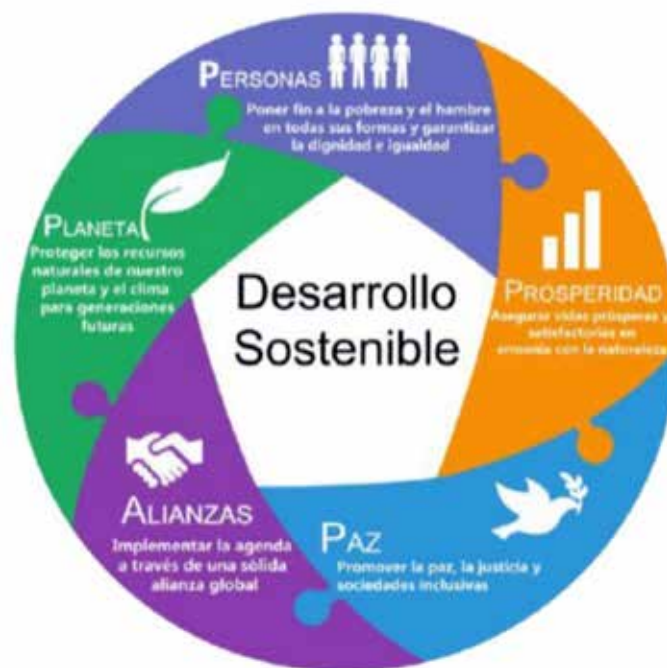 PERSONAS
Poner fin a la pobreza y el hambre
en todas sus formas y garantizar
la dignidad e igualdad
PLANETA
Proteger los recursos
naturales de nuestro
planeta y el clima
para generaciones
futuras
Desarrollo
Sostenible
PROSPERIDAD
Asegurar vidas prósperas y
satisfactorias en
armonía con la naturaleza
ALIANZAS
Implementar la agenda
a través de una sólida
alianza global
PAZ
Promover la paz, la justicia y
sociedades inclusivas